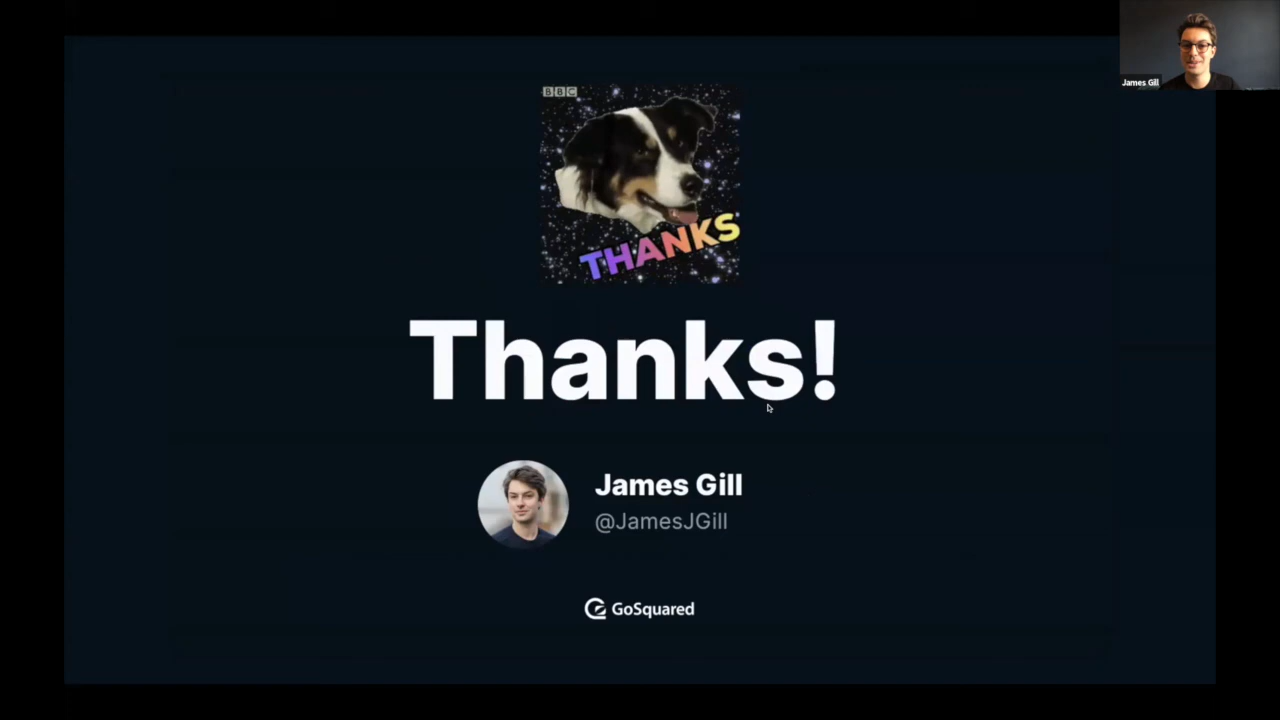 James Gill
BBC
THANKS
Thanks!
James Gill
@JamesJGill
GoSquared